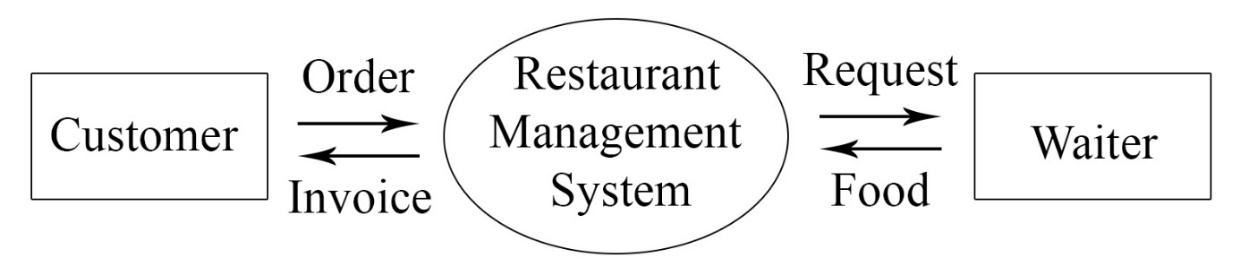 Customer
Order
Invoice
Restaurant
Management
System
Request
Food
Waiter